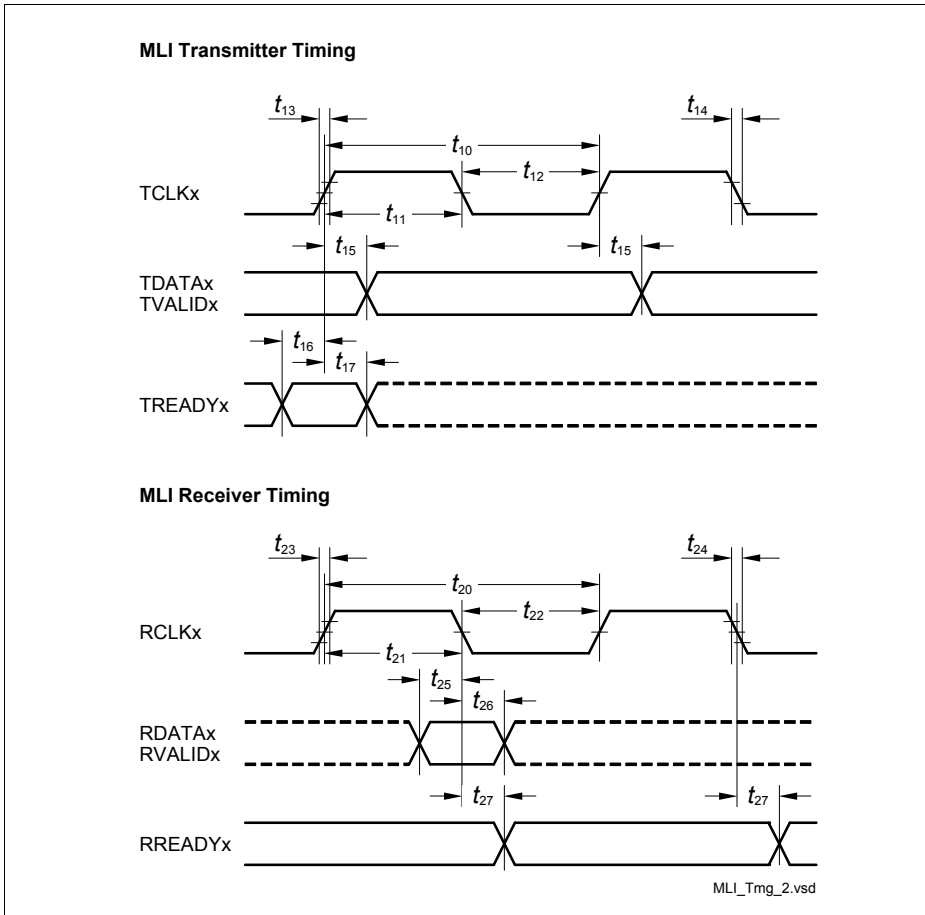 MLI Transmitter Timing
t13
t14
t10
t12
TCLKx
t11
t15
t15
TDATAx
TVALIDx
t16
t17
TREADYx
MLI Receiver Timing
t23
t24
t20
t22
RCLKx
t21
t25
t26
RDATAx
RVALIDx
t27
t27
RREADYx
MLI_Tmg_2.vsd